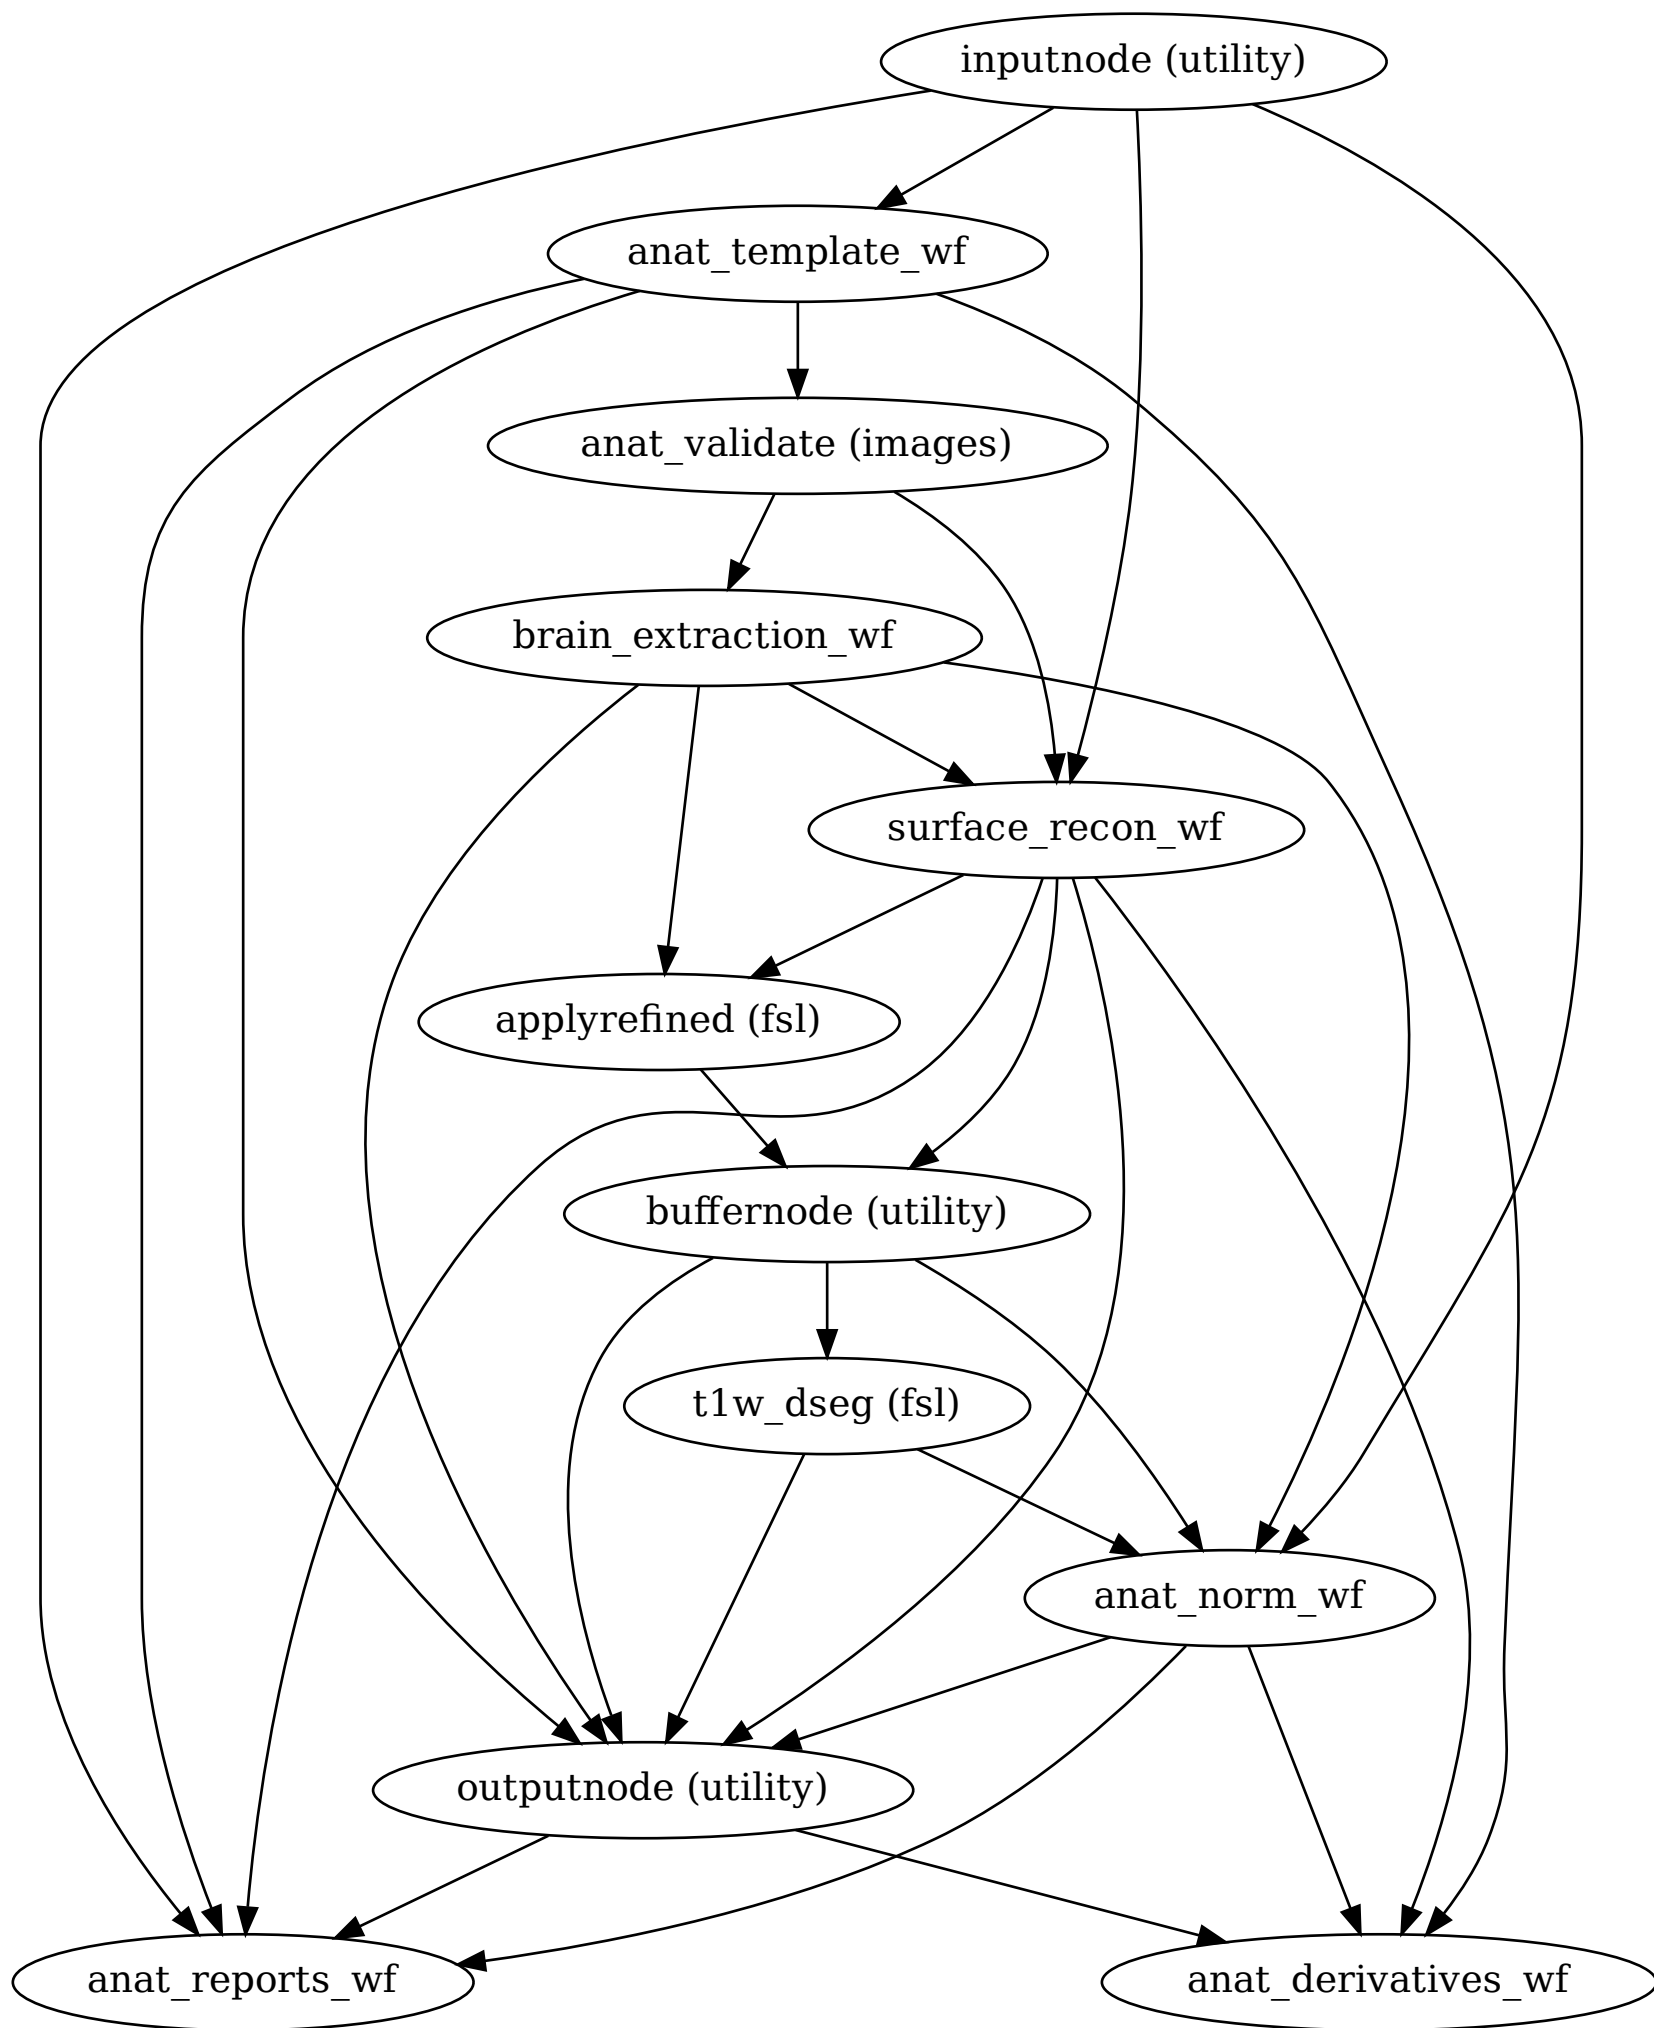 inputnode (utility)
anat_template_wf
anat_validate (images)
brain_extraction_wf
surface_recon_wf
applyrefined (fsl)
buffernode (utility)
t1w_dseg (fsl)
anat_norm_wf
outputnode (utility)
anat_reports_wf
anat_derivatives_wf